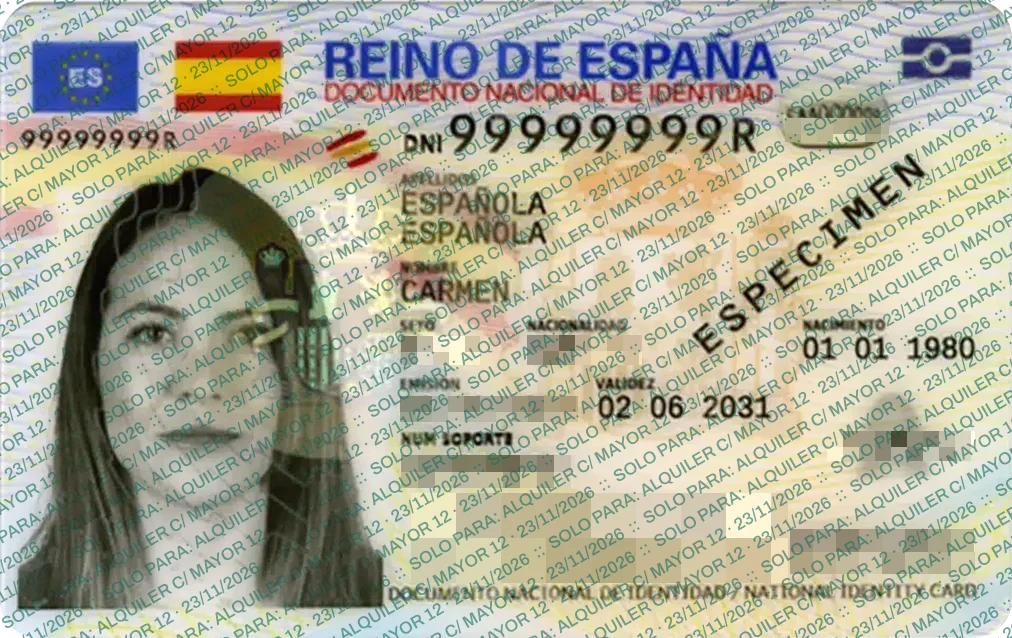 ES
REINO DE ESPAÑA
DOCUMENTO NACIONAL DE IDENTIDAD
99999999R
DNI 99999999R
APELLIDOS
ESPAÑOLA
ESPAÑOLA
NOMBRE
CARMEN
SEXO
NACIONALIDAD
NACIMIENTO
01 01 1980
EMISIÓN
VALIDEZ
02 06 2031
NUM SOPORTE
ESPECIMEN
DOCUMENTO NACIONAL DE IDENTIDAD / NATIONAL IDENTITY CARD
SOLO PARA: ALQUILER C/ MAYOR 12 :: 23/11/2026 ::